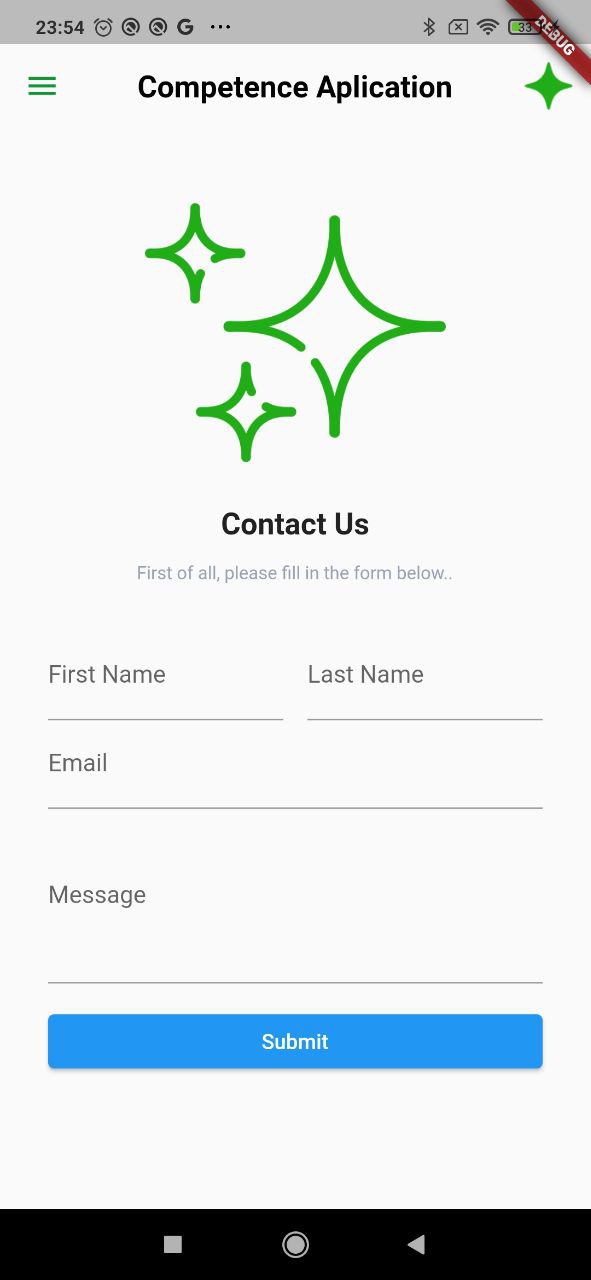 23:54 G ... 33
DEBUG
Competence Aplication
Contact Us
First of all, please fill in the form below..
First Name Last Name
Email
Message
Submit